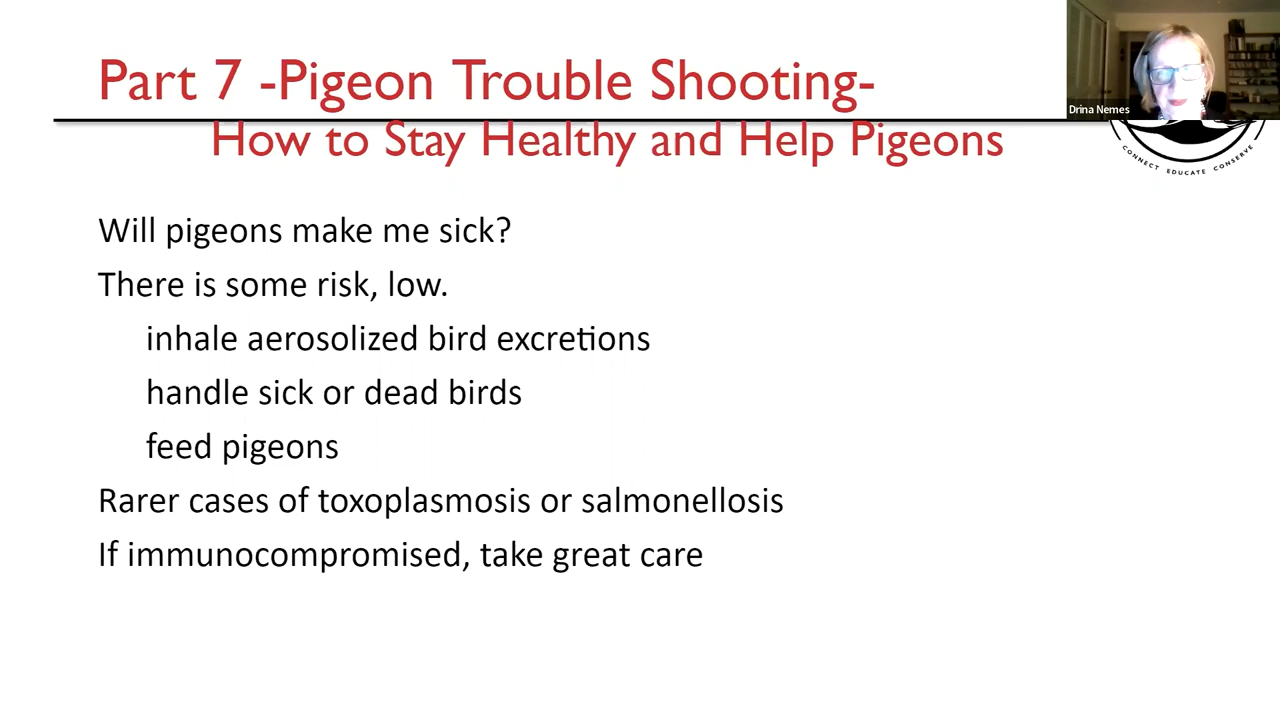 Part 7 -Pigeon Trouble Shooting-
How to Stay Healthy and Help Pigeons
Drina Nemes
CONNECT EDUCATE CONSERVE
Will pigeons make me sick?
There is some risk, low.
inhale aerosolized bird excretions
handle sick or dead birds
feed pigeons
Rarer cases of toxoplasmosis or salmonellosis
If immunocompromised, take great care